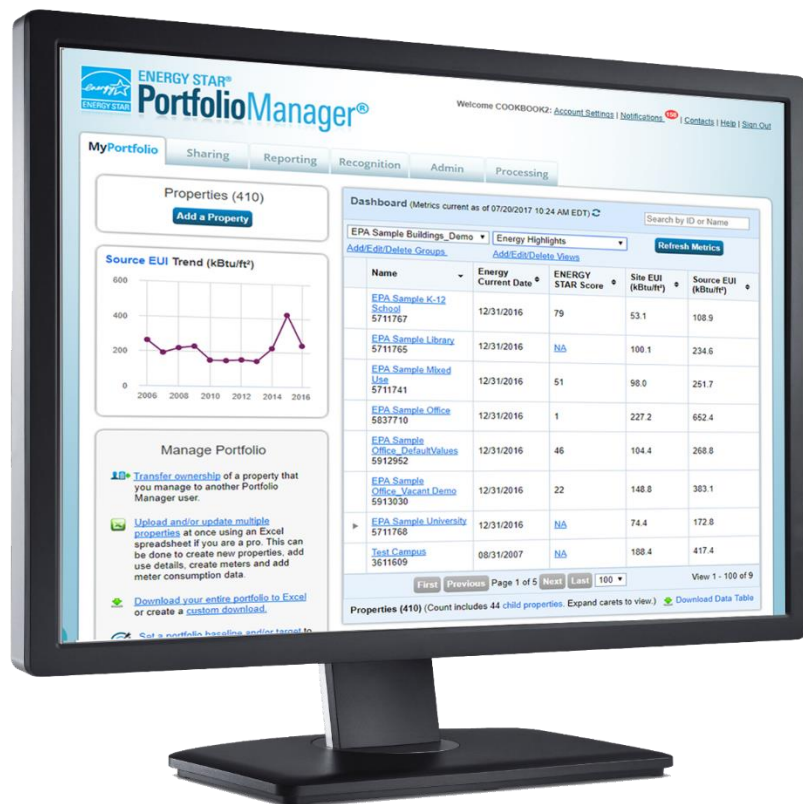 ENERGY STAR
ENERGY STAR®
PortfolioManager®
Welcome COOKBOOK2: Account Settings | Notifications | Contacts | Help | Sign Out
MyPortfolio
Sharing
Reporting
Recognition
Admin
Processing
Properties (410)
Add a Property
Source EUI Trend (kBtu/ft²)
600
400
200
0
2006 2008 2010 2012 2014 2016
Manage Portfolio
Transfer ownership of a property that
you manage to another Portfolio
Manager user.
Upload and/or update multiple
properties at once using an Excel
spreadsheet if you are a pro. This can
be done to create new properties, add
use details, create meters and add
meter consumption data.
Download your entire portfolio to Excel
or create a custom download.
Set a portfolio baseline and/or target to
Dashboard (Metrics current as of 07/20/2017 10:24 AM EDT)
Search by ID or Name
EPA Sample Buildings_Demo
Energy Highlights
Refresh Metrics
Add/Edit/Delete Groups
Add/Edit/Delete Views
Name
Energy
Current Date
ENERGY
STAR Score
Site EUI
(kBtu/ft²)
Source EUI
(kBtu/ft²)
EPA Sample K-12
School
5711767
12/31/2016 79 53.1 108.9
EPA Sample Library
5711765
12/31/2016 NA 100.1 234.6
EPA Sample Mixed
Use
5711741
12/31/2016 51 98.0 251.7
EPA Sample Office
5837710
12/31/2016 1 227.2 652.4
EPA Sample
Office_DefaultValues
5912952
12/31/2016 46 104.4 268.8
EPA Sample
Office_Vacant Demo
5913030
12/31/2016 22 148.8 383.1
EPA Sample University
5711768
12/31/2016 NA 74.4 172.8
Test Campus
3611609
08/31/2007 NA 188.4 417.4
First Previous Page 1 of 5 Next Last 100
View 1 - 100 of 9
Properties (410) (Count includes 44 child properties. Expand carets to view.)
Download Data Table